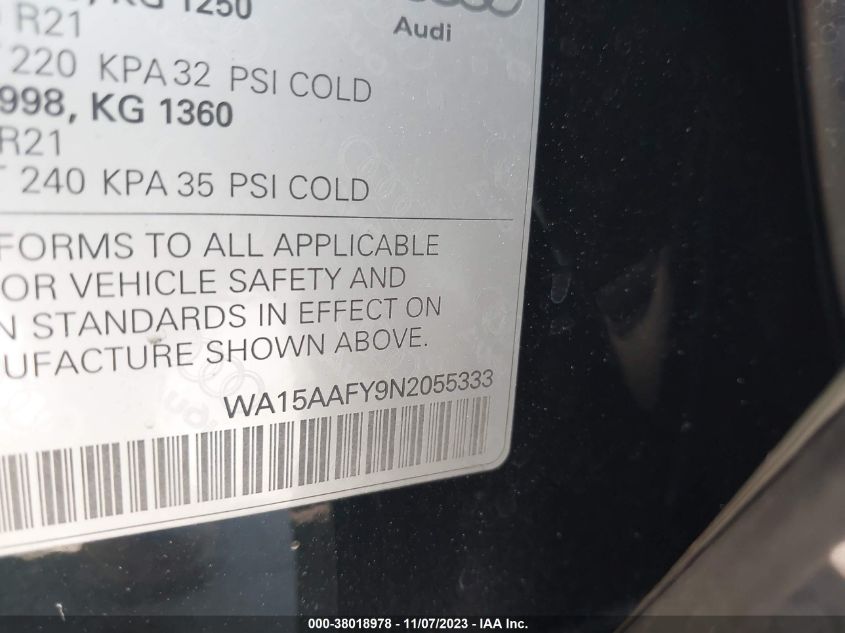 KG 1250
Audi
R21
220 KPA 32 PSI COLD
998, KG 1360
R21
240 KPA 35 PSI COLD
FORMS TO ALL APPLICABLE
OR VEHICLE SAFETY AND
N STANDARDS IN EFFECT ON
UFACTURE SHOWN ABOVE.
WA15AAFY9N2055333
000-38018978 - 11/07/2023 - IAA Inc.